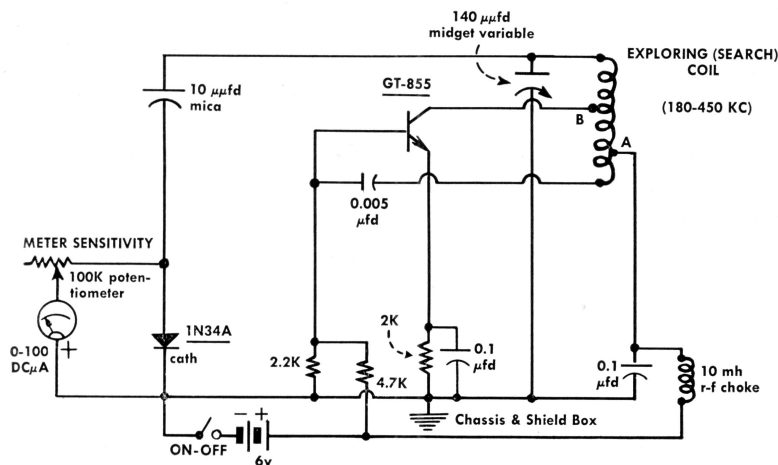 140 μμfd
midget variable
EXPLORING (SEARCH)
COIL
(180-450 KC)
GT-855
10 μμfd
mica
B
A
0.005
μfd
METER SENSITIVITY
100K poten-
tiometer
1N34A
cath
0-100
DCμA
+
2.2K
4.7K
2K
0.1
μfd
0.1
μfd
10 mh
r-f choke
Chassis & Shield Box
ON-OFF
- +
6v